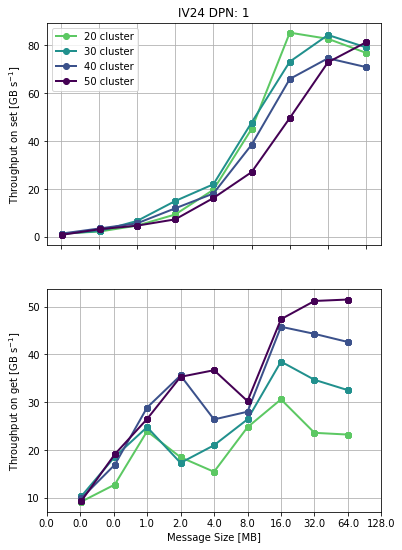 IV24 DPN: 1
20 cluster
30 cluster
40 cluster
50 cluster
Throughput on set [GB s⁻¹]
80
60
40
20
0
Throughput on get [GB s⁻¹]
50
40
30
20
10
0.0 0.0 0.0 1.0 2.0 4.0 8.0 16.0 32.0 64.0 128.0
Message Size [MB]